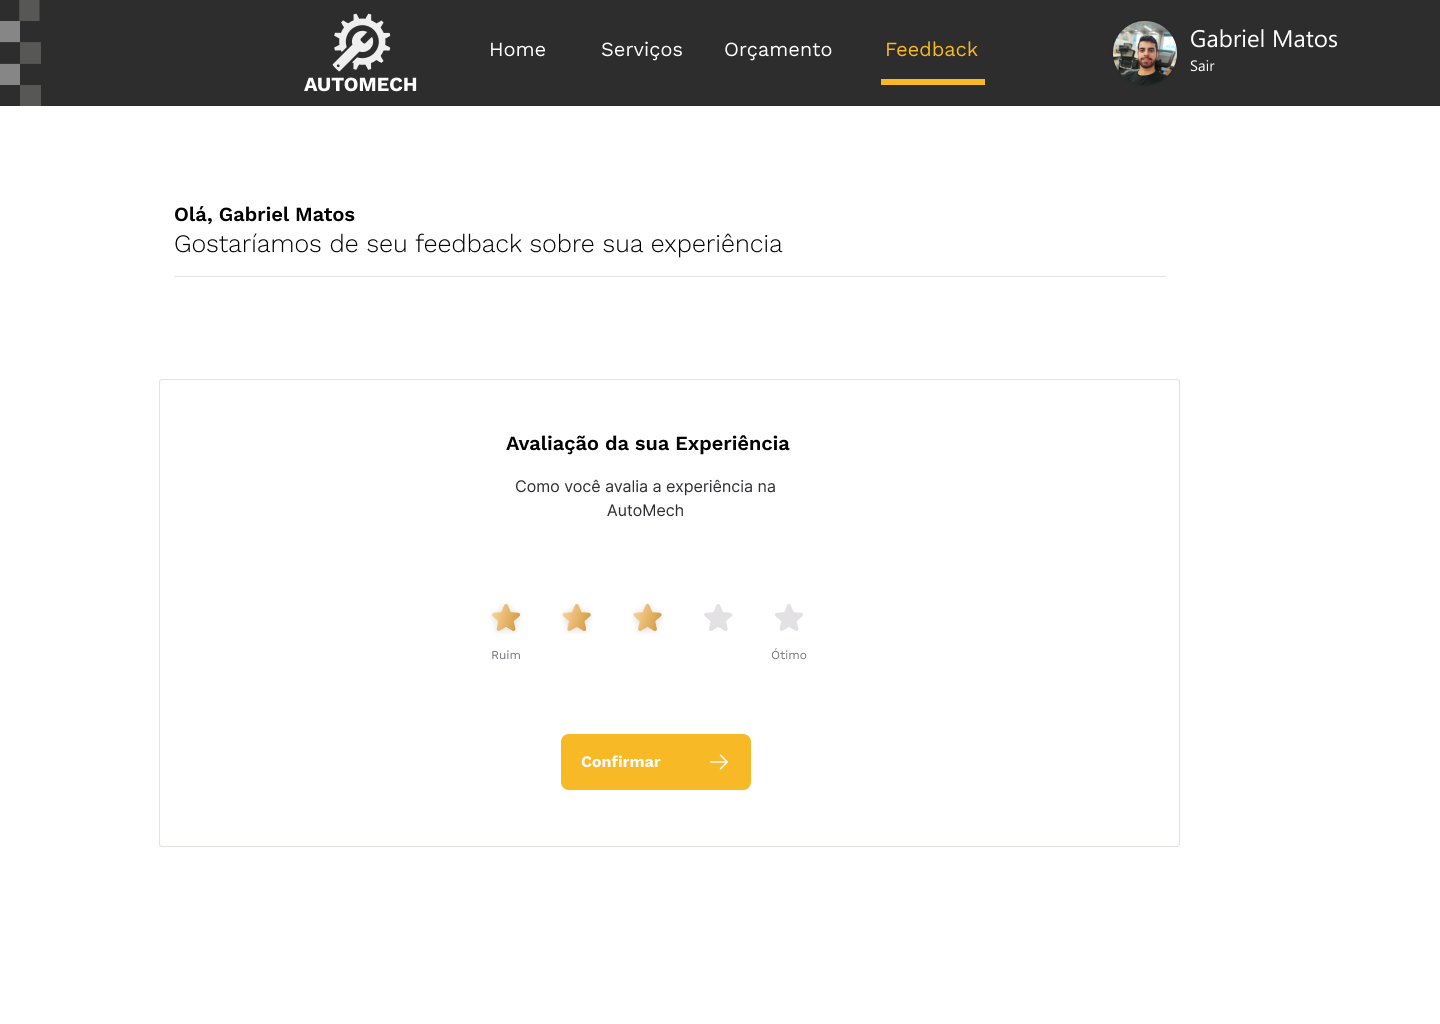 AUTOMECH
Home
Serviços
Orçamento
Feedback
Gabriel Matos
Sair
Olá, Gabriel Matos
Gostaríamos de seu feedback sobre sua experiência
Avaliação da sua Experiência
Como você avalia a experiência na
AutoMech
Ruim
Ótimo
Confirmar